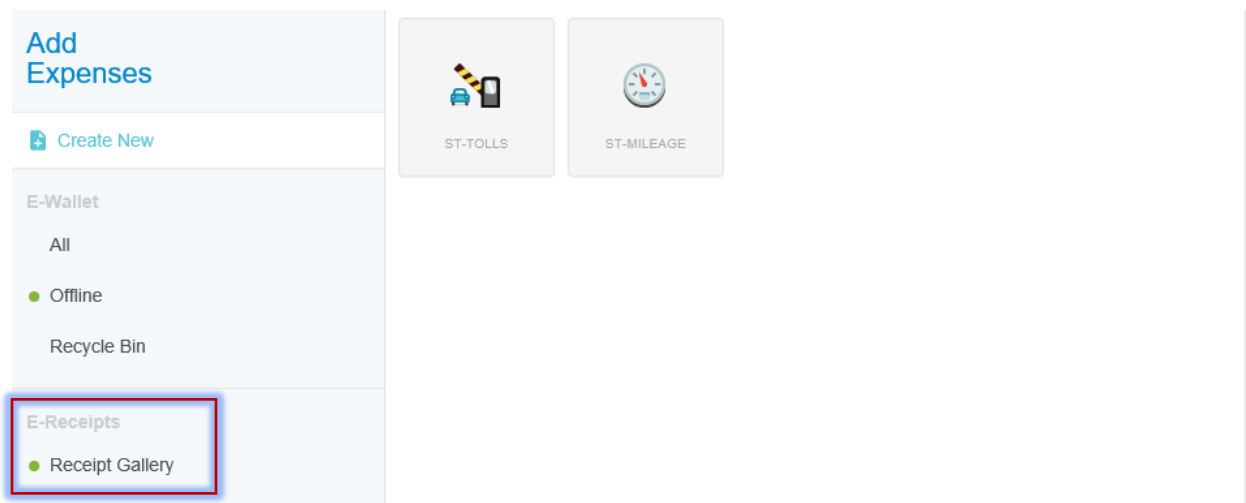 Add
Expenses
Create New
E-Wallet
All
Offline
Recycle Bin
E-Receipts
Receipt Gallery
ST-TOLLS
ST-MILEAGE